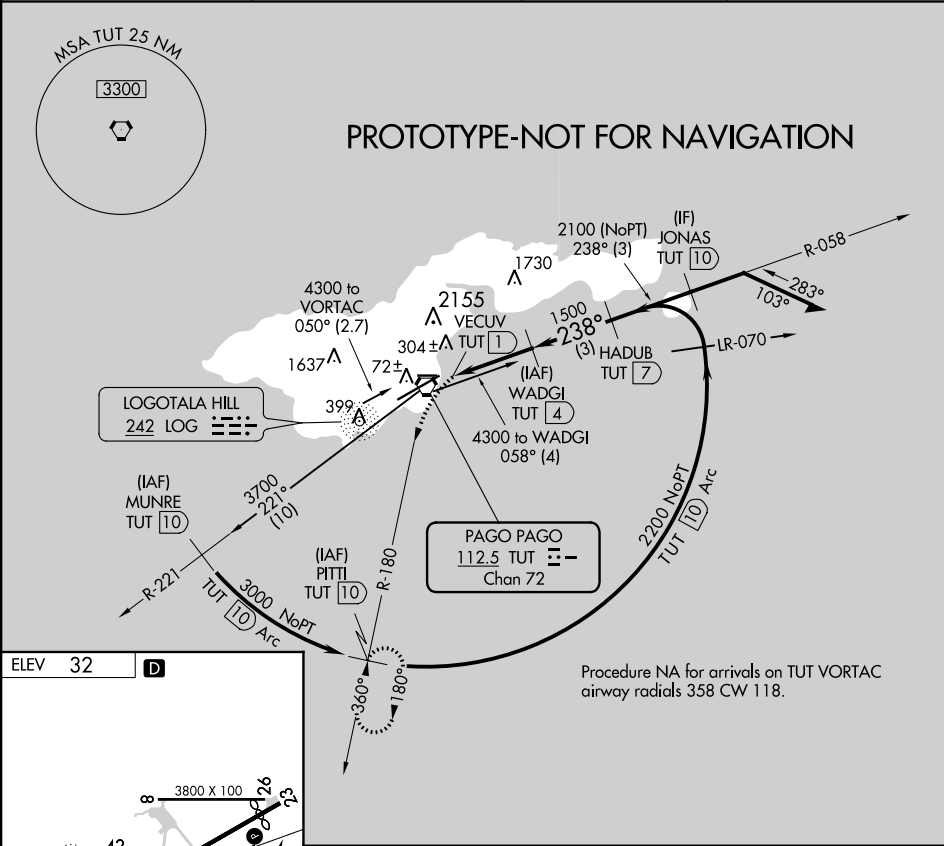 MSA TUT 25 NM
3300
PROTOTYPE-NOT FOR NAVIGATION
2100 (NoPT)
238° (3)
(IF)
JONAS
TUT 10
R-058
283°
103°
1730
4300 to
VORTAC
050° (2.7)
2155
VECUV
TUT 1
1500
238°
(3)
HADUB
TUT 7
LR-070
304±
1637
72±
(IAF)
WADGI
TUT 4
4300 to WADGI
058° (4)
LOGOTALA HILL
242 LOG
399
3700
221°
(10)
(IAF)
MUNRE
TUT 10
R-221
3000 NoPT
TUT 10 Arc
(IAF)
PITTI
TUT 10
R-180
PAGO PAGO
112.5 TUT
Chan 72
2200 NoPT
TUT 10 Arc
360°
180°
Procedure NA for arrivals on TUT VORTAC
airway radials 358 CW 118.
ELEV 32
D
8
3800 X 100
26
23
P